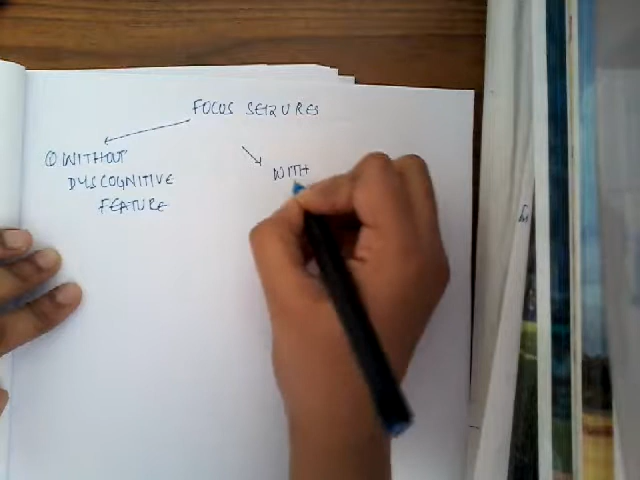 FOCUS SEIZURES
① WITHOUT
DYSCOGNITIVE
FEATURE
WITH